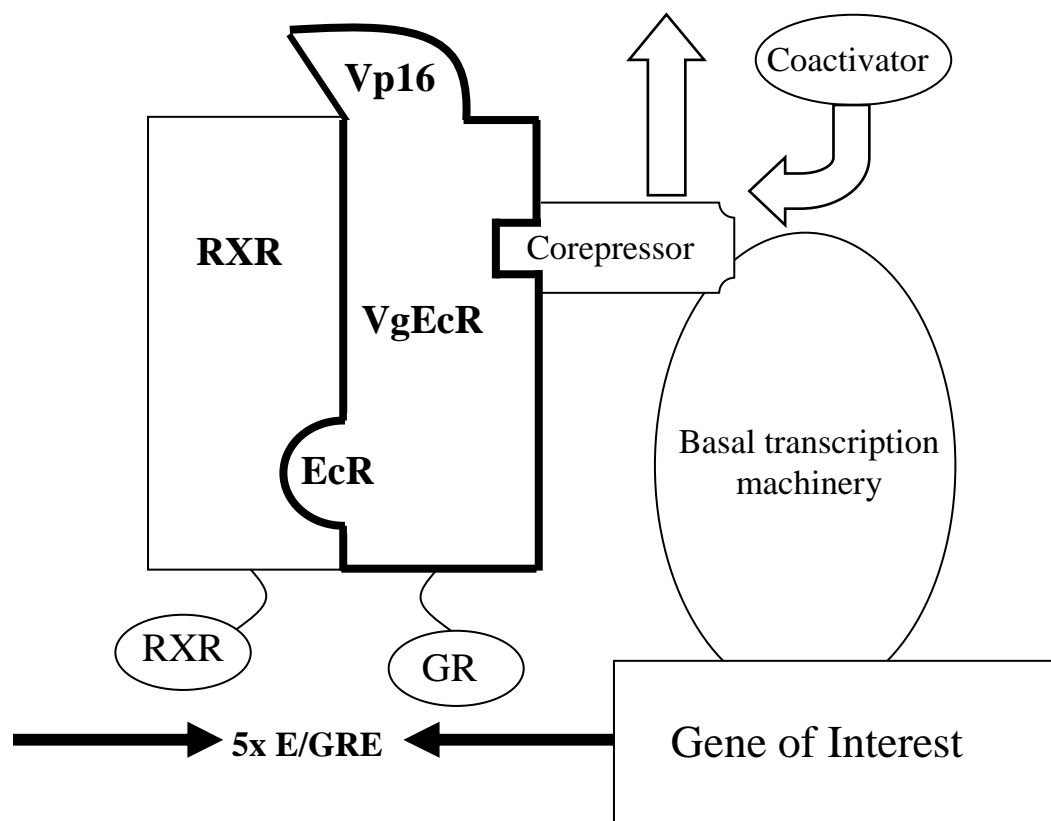 Vp16
Coactivator
RXR
Corepressor
VgEcR
EcR
Basal transcription
machinery
RXR
GR
5x E/GRE
Gene of Interest